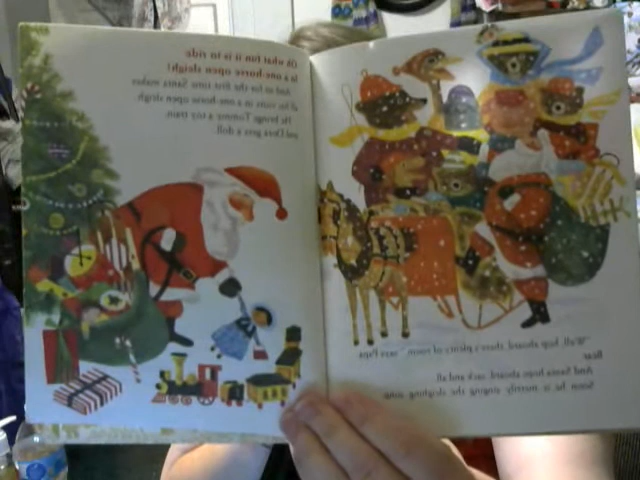 "Well, hop aboard, there's plenty of room," says Papa
Bear.
And Santa hops aboard, sack and all.
Soon he is merrily singing the sleighing song.
Oh what fun it is to ride
In a one-horse open sleigh!
And so for the first time Santa makes
visits in a one-horse open sleigh.
He brings Tommy a toy train,
and Dora gets a doll.